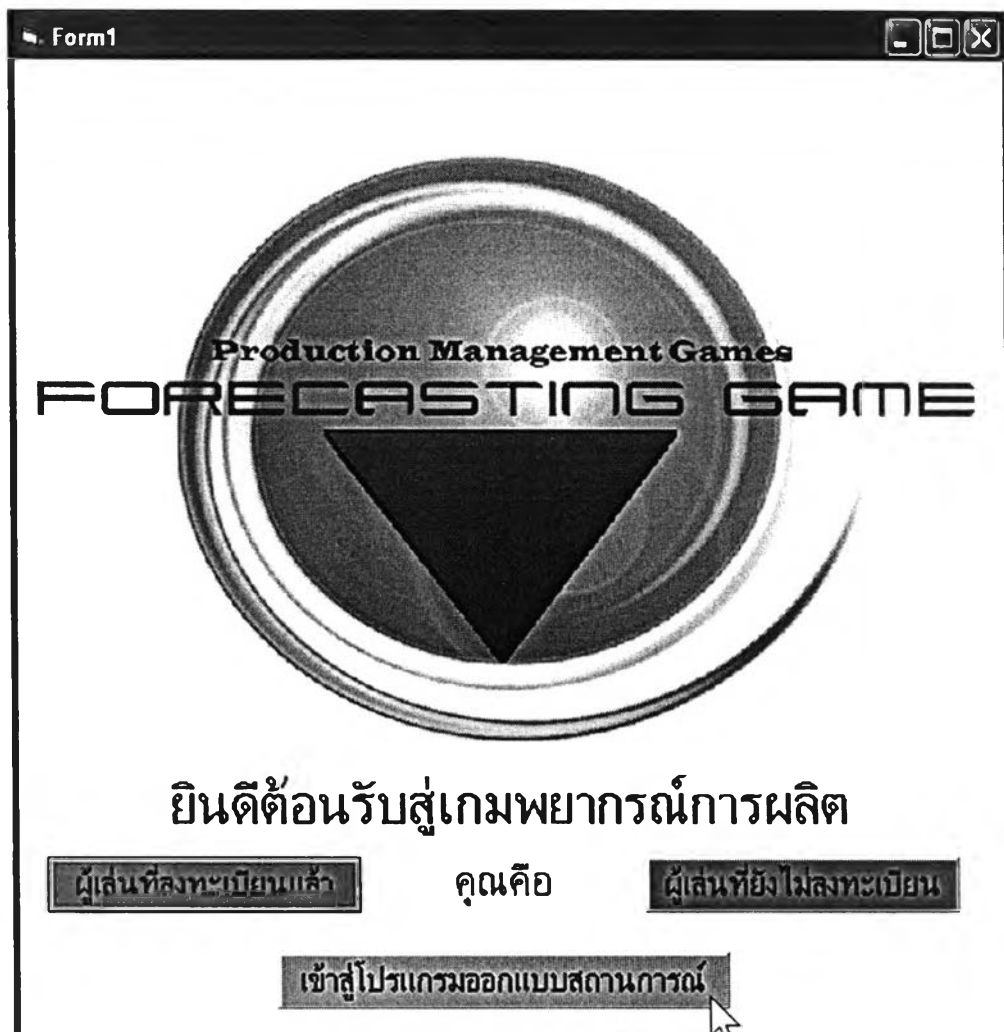 Form1
Production Management Games
FORECASTING GAME
ยินดีต้อนรับสู่เกมพยากรณ์การผลิต
ผู้เล่นที่ลงทะเบียนแล้ว คุณคือ ผู้เล่นที่ยังไม่ลงทะเบียน
เข้าสู่โปรแกรมออกแบบสถานการณ์